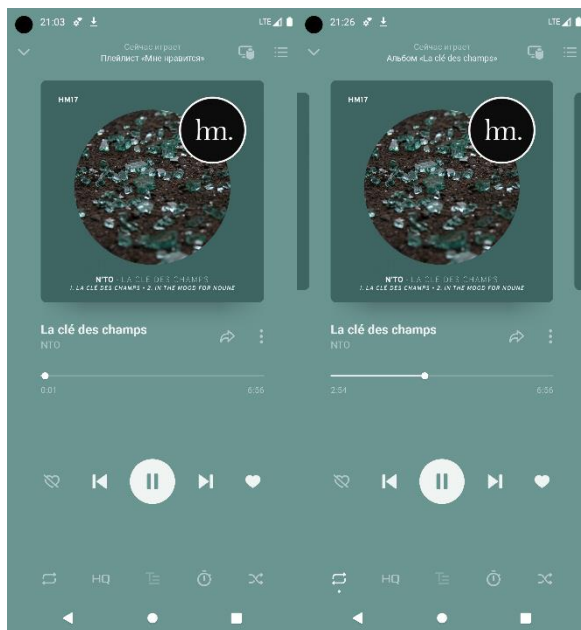 21:03
LTE
Сейчас играет
Плейлист «Мне нравится»
HM17
hm.
N'TO - LA CLÉ DES CHAMPS
1. LA CLÉ DES CHAMPS • 2. IN THE MOOD FOR NOUNE
La clé des champs
NTO
0:01
6:56
HQ
21:26
LTE
Сейчас играет
Альбом «La clé des champs»
HM17
hm.
N'TO - LA CLÉ DES CHAMPS
1. LA CLÉ DES CHAMPS • 2. IN THE MOOD FOR NOUNE
La clé des champs
NTO
2:54
6:56
HQ